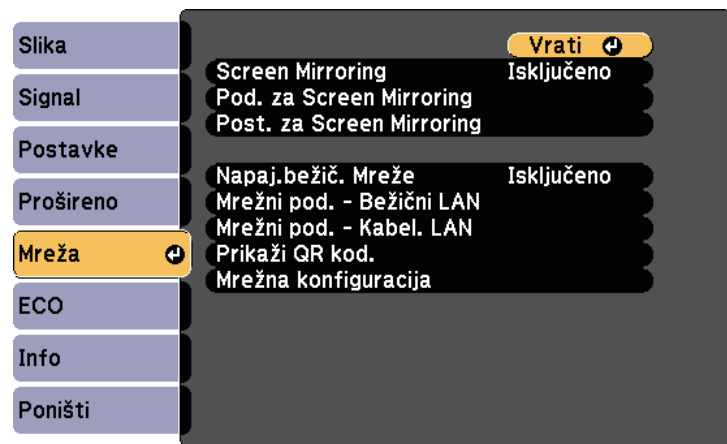 Slika
Signal
Postavke
Prošireno
Mreža
ECO
Info
Poništi
Vrati
Screen Mirroring Isključeno
Pod. za Screen Mirroring
Post. za Screen Mirroring
Napaj.bežič. Mreže Isključeno
Mrežni pod. - Bežični LAN
Mrežni pod. - Kabel. LAN
Prikaži QR kod.
Mrežna konfiguracija